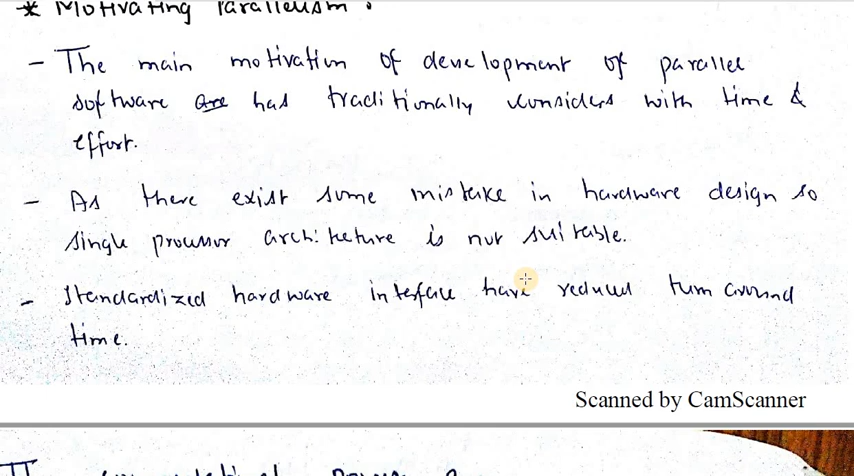 * Motivating Parallelism :
- The main motivation of development of parallel
software are has traditionally considers with time &
effort.
- As there exist some mistake in hardware design so
single processor architecture is not suitable.
- Standardized hardware interface have reduced turn around
time.
Scanned by CamScanner